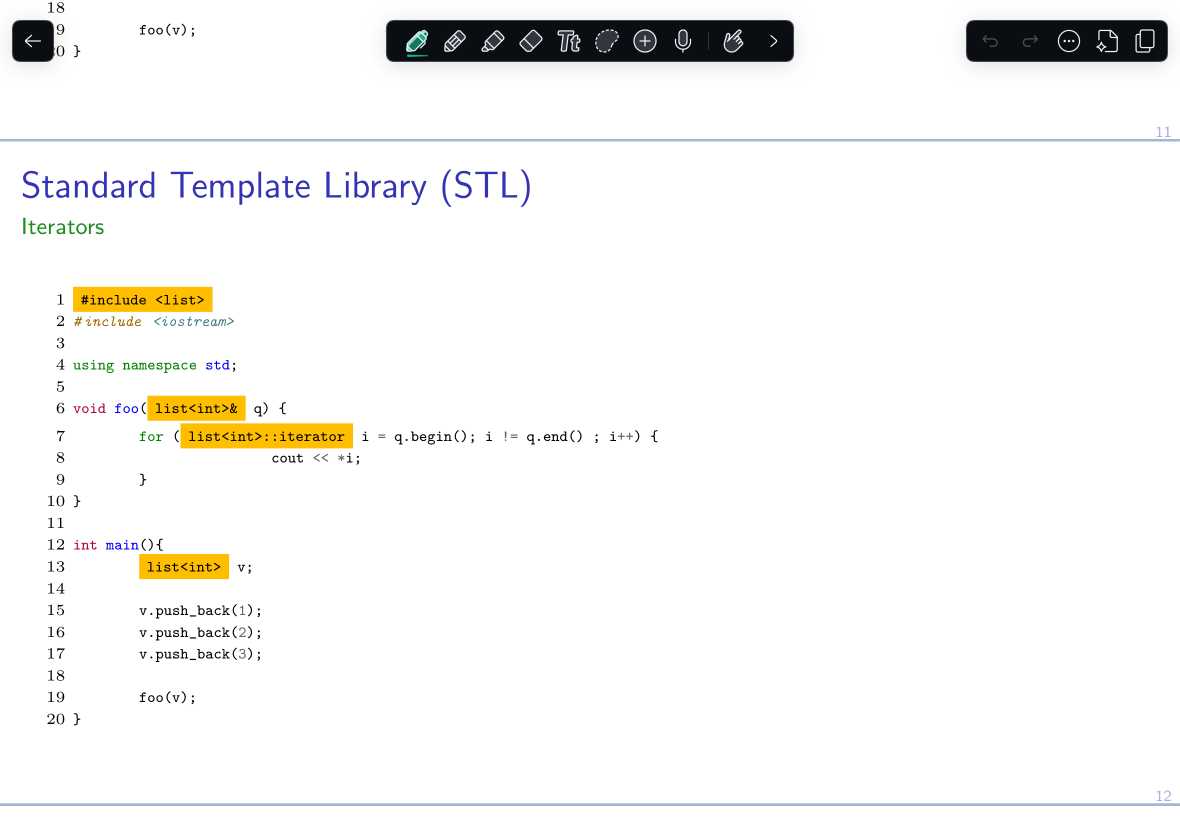 18
9 foo(v);
0 }
Tt
11
Standard Template Library (STL)
Iterators
1 #include <list>
2 #include <iostream>
3
4 using namespace std;
5
6 void foo( list<int>& q) {
7 for ( list<int>::iterator i = q.begin(); i != q.end() ; i++) {
8 cout << *i;
9 }
10 }
11
12 int main(){
13 list<int> v;
14
15 v.push_back(1);
16 v.push_back(2);
17 v.push_back(3);
18
19 foo(v);
20 }
12